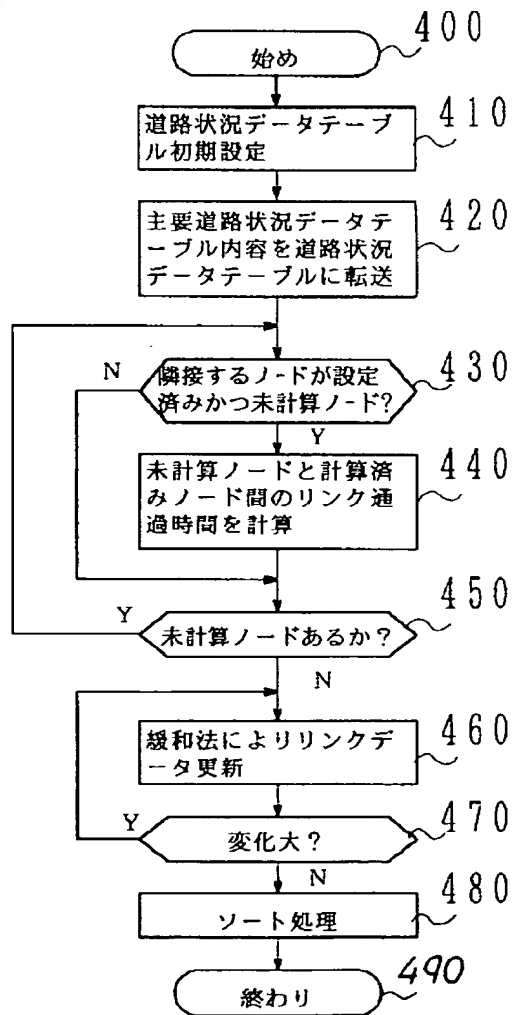 400
始め
410
道路状況データテーブ
ル初期設定
420
主要道路状況データテ
ーブル内容を道路状況
データテーブルに転送
430
N
隣接するノードが設定
済みかつ未計算ノード?
Y
440
未計算ノードと計算済
みノード間のリンク通
過時間を計算
450
Y
未計算ノードあるか?
N
460
緩和法によりリンクデ
ータ更新
470
Y
変化大?
N
480
ソート処理
490
終わり